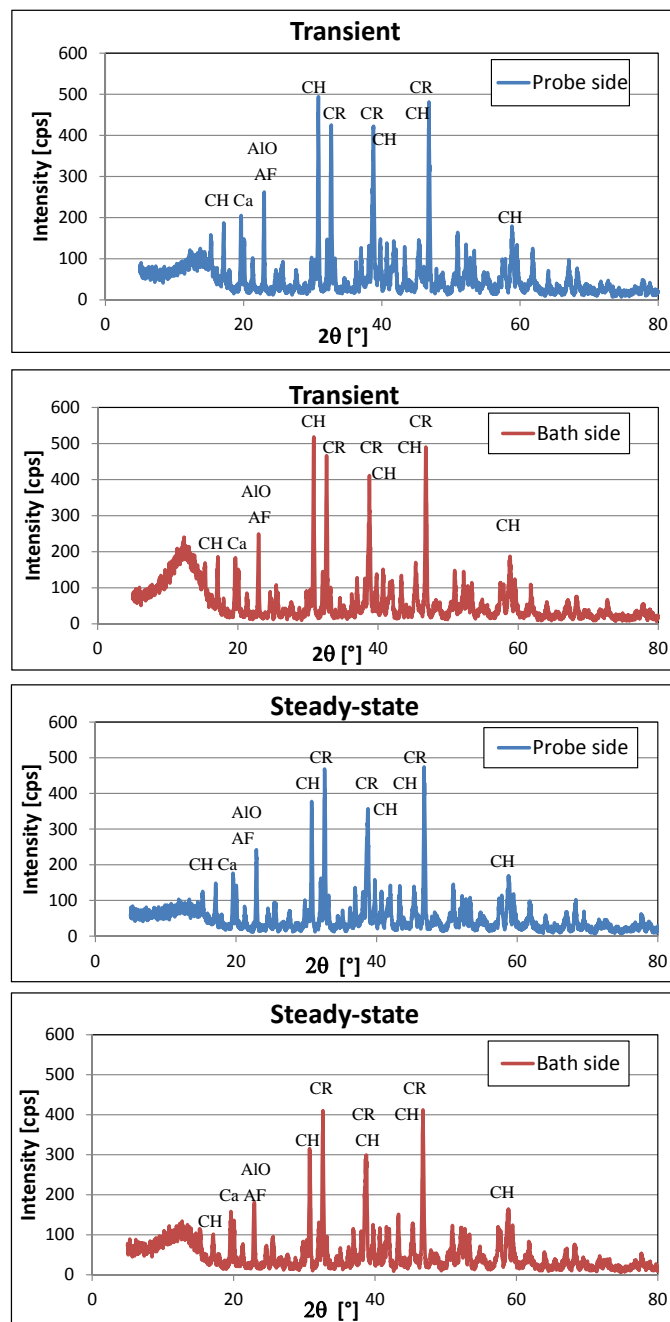 Transient
Probe side
Intensity [cps]
600
500
400
300
200
100
0
0 20 40 60 80
2θ [°]
CH Ca
AlO
AF
CH
CR
CR
CH
CR
CH
CH
Transient
Bath side
Intensity [cps]
600
500
400
300
200
100
0
0 20 40 60 80
2θ [°]
CH Ca
AlO
AF
CH
CR
CR
CH
CR
CH
CH
Steady-state
Probe side
Intensity [cps]
600
500
400
300
200
100
0
0 20 40 60 80
2θ [°]
CH Ca
AlO
AF
CH
CR
CR
CH
CR
CH
CH
Steady-state
Bath side
Intensity [cps]
600
500
400
300
200
100
0
0 20 40 60 80
2θ [°]
CH
Ca AF
AlO
CH
CR
CR
CH
CR
CH
CH